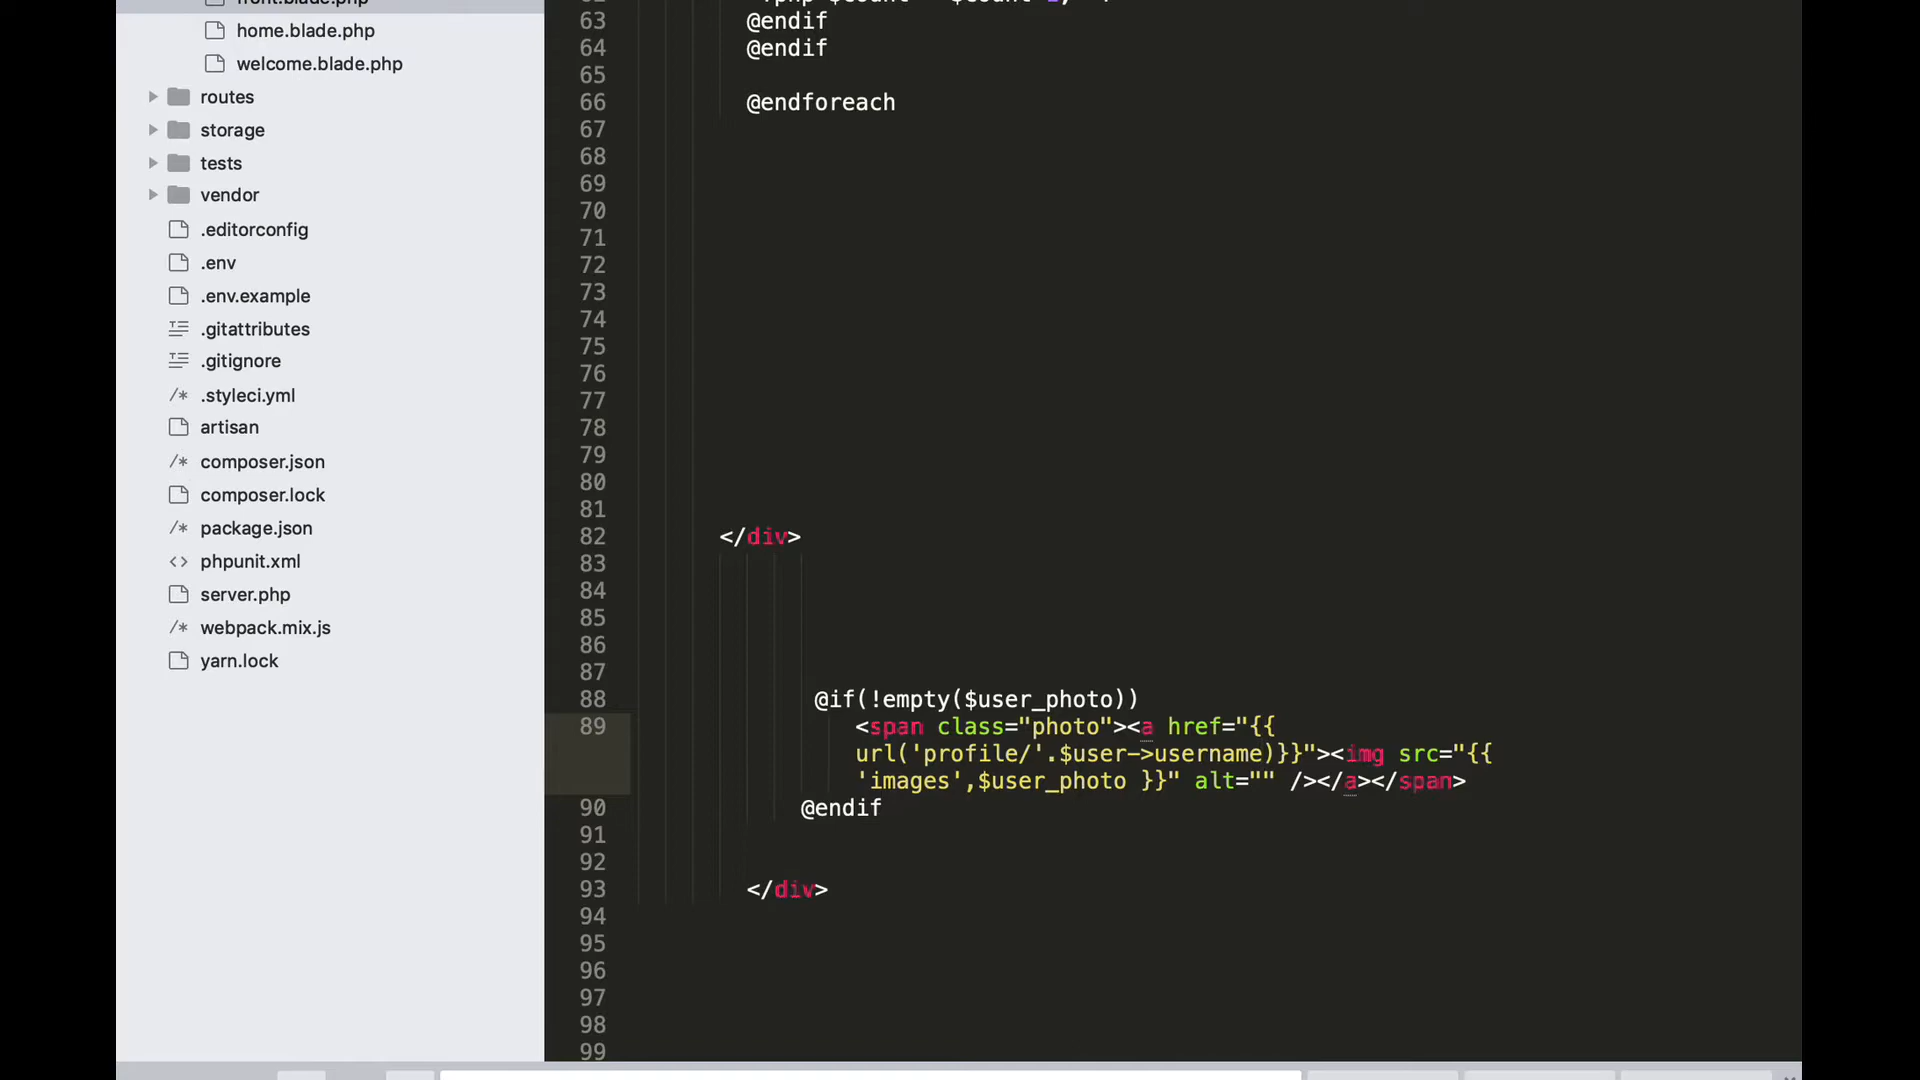 front.blade.php
home.blade.php
welcome.blade.php
routes
storage
tests
vendor
.editorconfig
.env
.env.example
.gitattributes
.gitignore
/* .styleci.yml
artisan
/* composer.json
composer.lock
/* package.json
<> phpunit.xml
server.php
/* webpack.mix.js
yarn.lock
63 @endif
64 @endif
65
66 @endforeach
67
68
69
70
71
72
73
74
75
76
77
78
79
80
81
82 </div>
83
84
85
86
87
88 @if(!empty($user_photo))
89 <span class="photo"><a href="{{
url('profile/'.$user->username)}}"><img src="{{
'images',$user_photo }}" alt="" /></a></span>
90 @endif
91
92
93 </div>
94
95
96
97
98
99